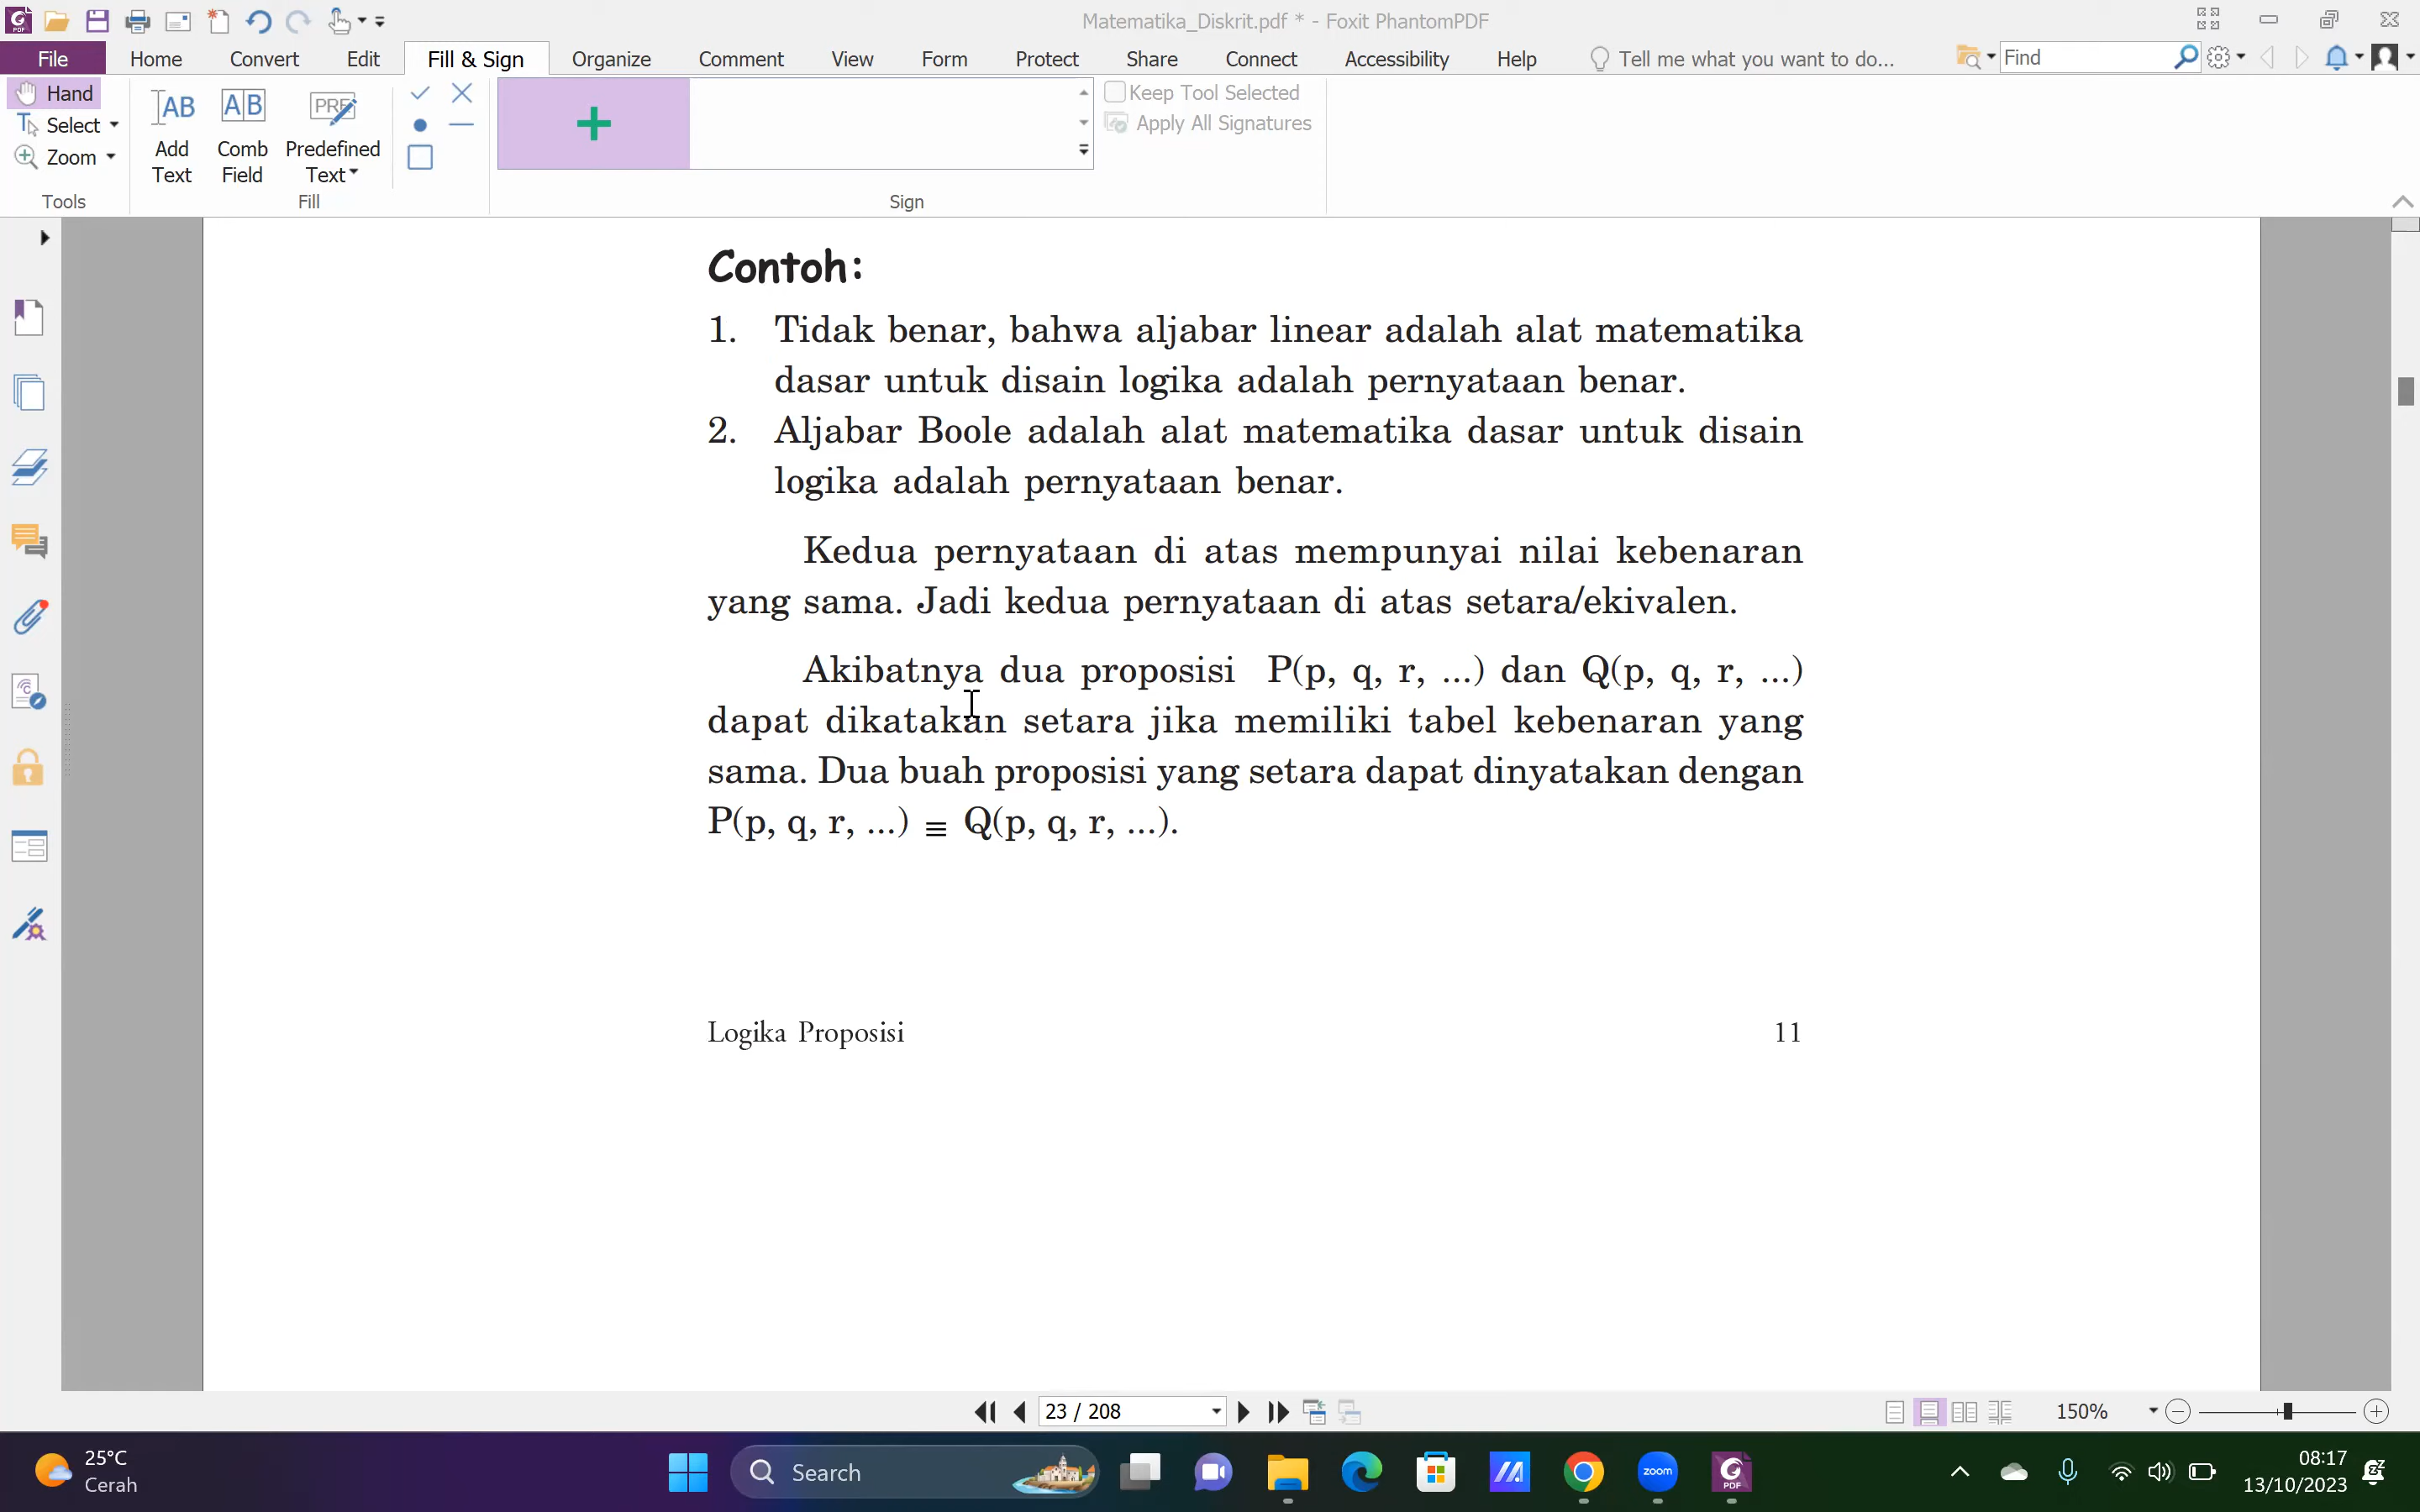 Matematika_Diskrit.pdf * - Foxit PhantomPDF
File Home Convert Edit Fill & Sign Organize Comment View Form Protect Share Connect Accessibility Help Tell me what you want to do... Find
Hand
Select
Zoom
Tools
AB
Add
Text
A|B
Comb
Field
PRE
Predefined
Text
Fill
Keep Tool Selected
Apply All Signatures
Sign
Contoh:
1. Tidak benar, bahwa aljabar linear adalah alat matematika
dasar untuk disain logika adalah pernyataan benar.
2. Aljabar Boole adalah alat matematika dasar untuk disain
logika adalah pernyataan benar.
Kedua pernyataan di atas mempunyai nilai kebenaran
yang sama. Jadi kedua pernyataan di atas setara/ekivalen.
Akibatnya dua proposisi P(p, q, r, ...) dan Q(p, q, r, ...)
dapat dikatakan setara jika memiliki tabel kebenaran yang
sama. Dua buah proposisi yang setara dapat dinyatakan dengan
P(p, q, r, ...) ≡ Q(p, q, r, ...).
Logika Proposisi 11
23 / 208
150%
25°C
Cerah
Search
zoom
PDF
08:17
13/10/2023